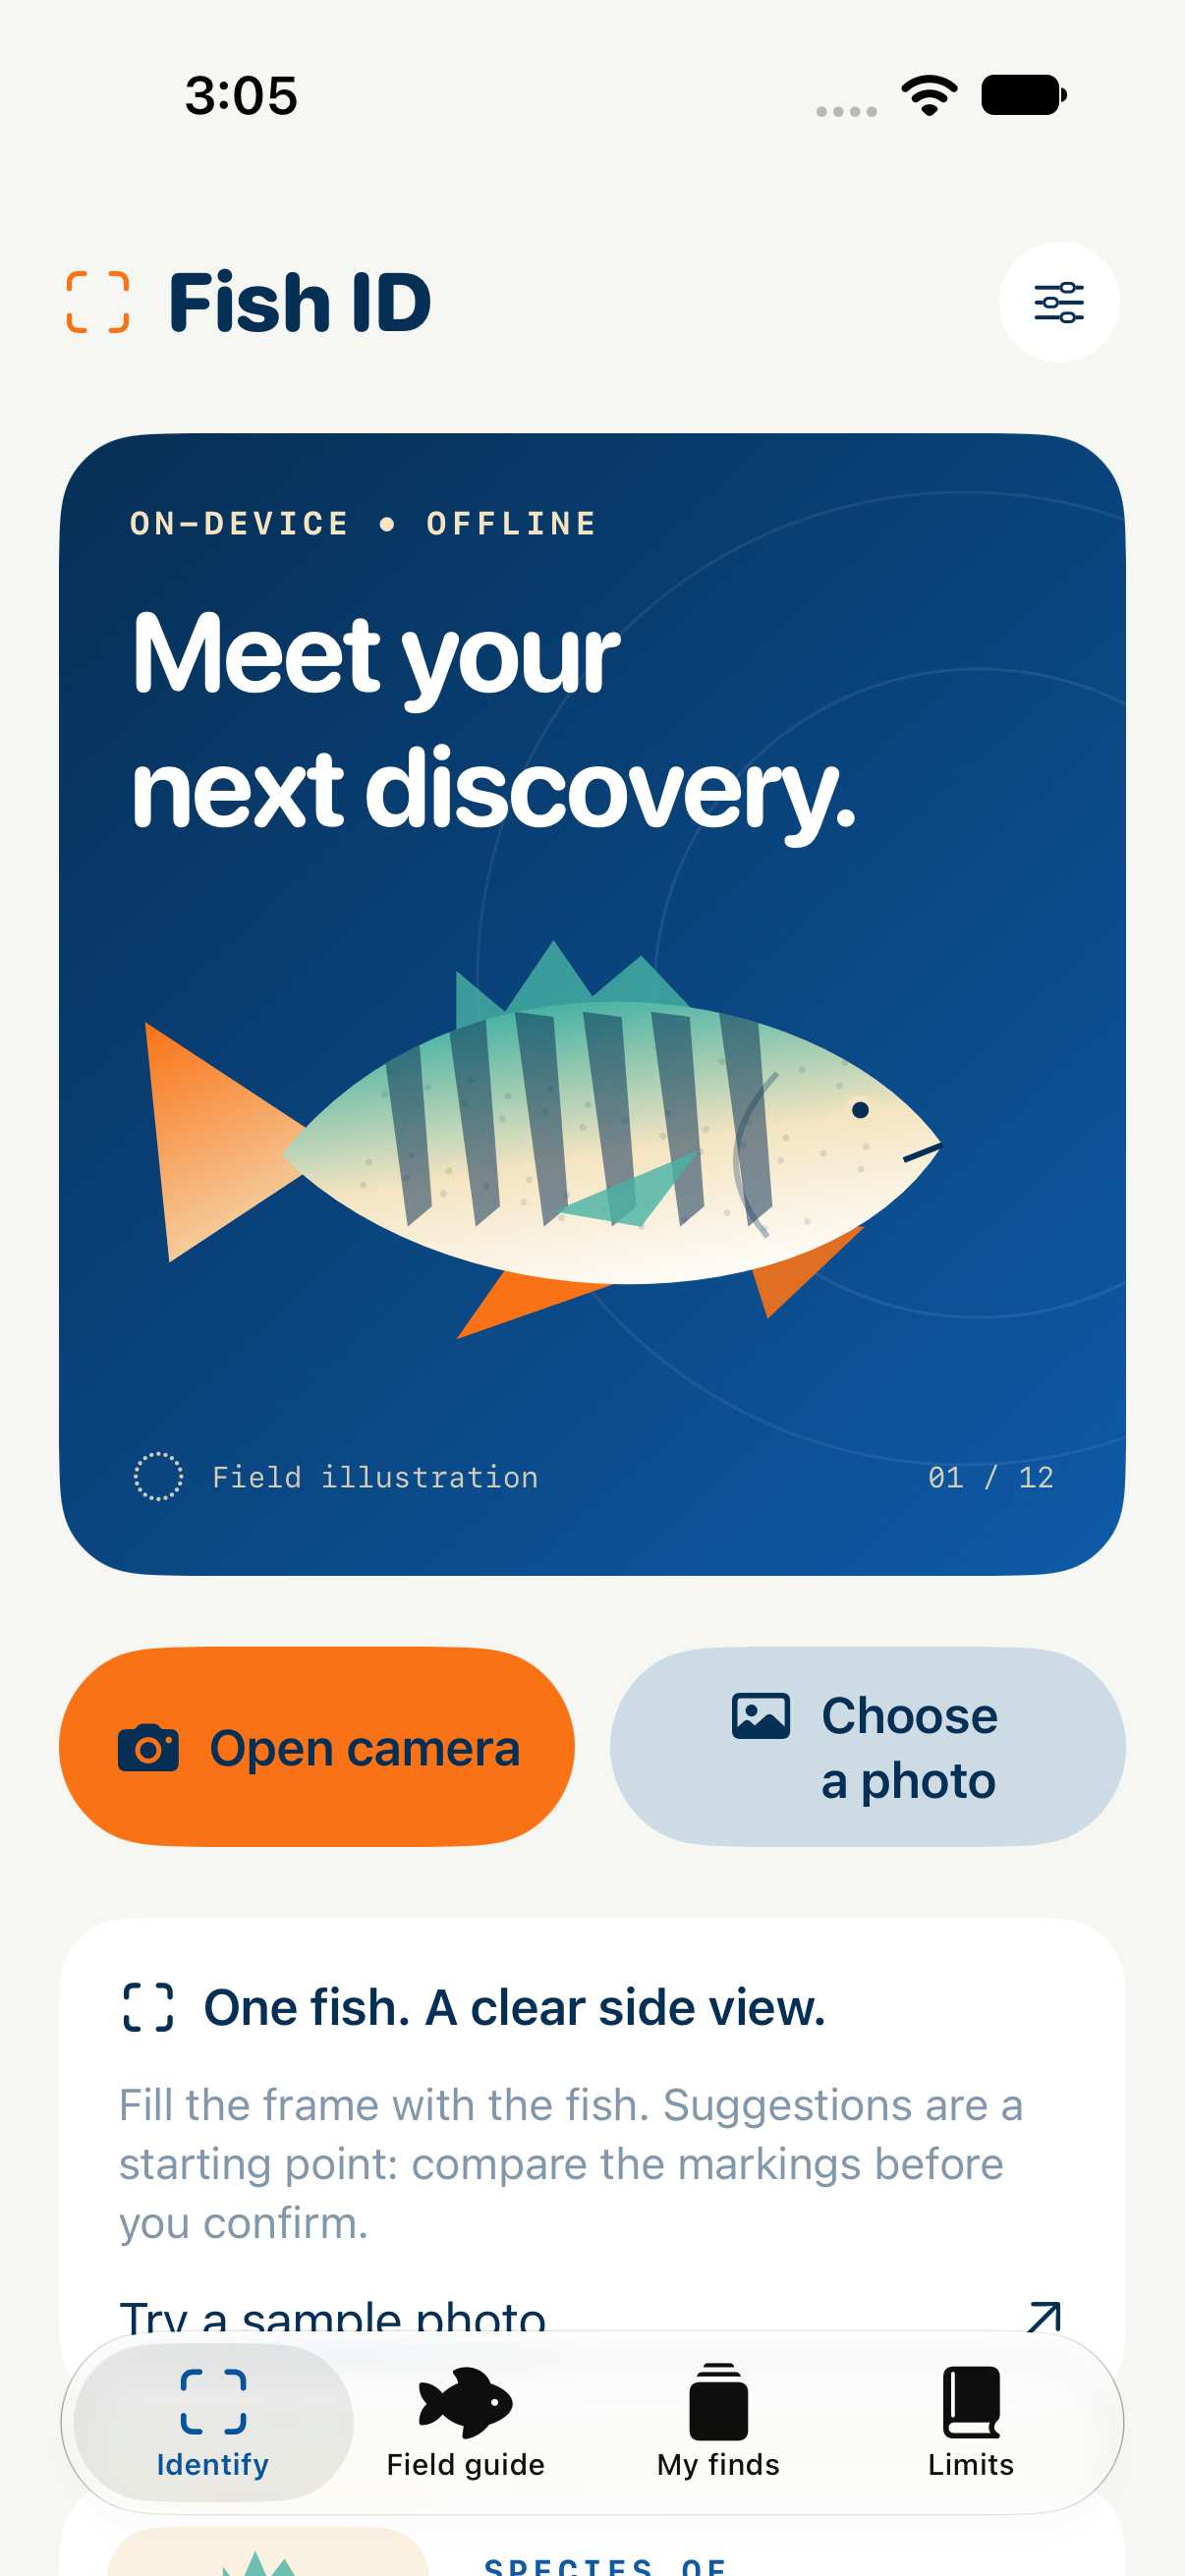 3:05
Fish ID
ON–DEVICE • OFFLINE
Meet your
next discovery.
Field illustration
01 / 12
Open camera
Choose
a photo
One fish. A clear side view.
Fill the frame with the fish. Suggestions are a
starting point: compare the markings before
you confirm.
Try a sample photo
Identify
Field guide
My finds
Limits
SPECIES OF